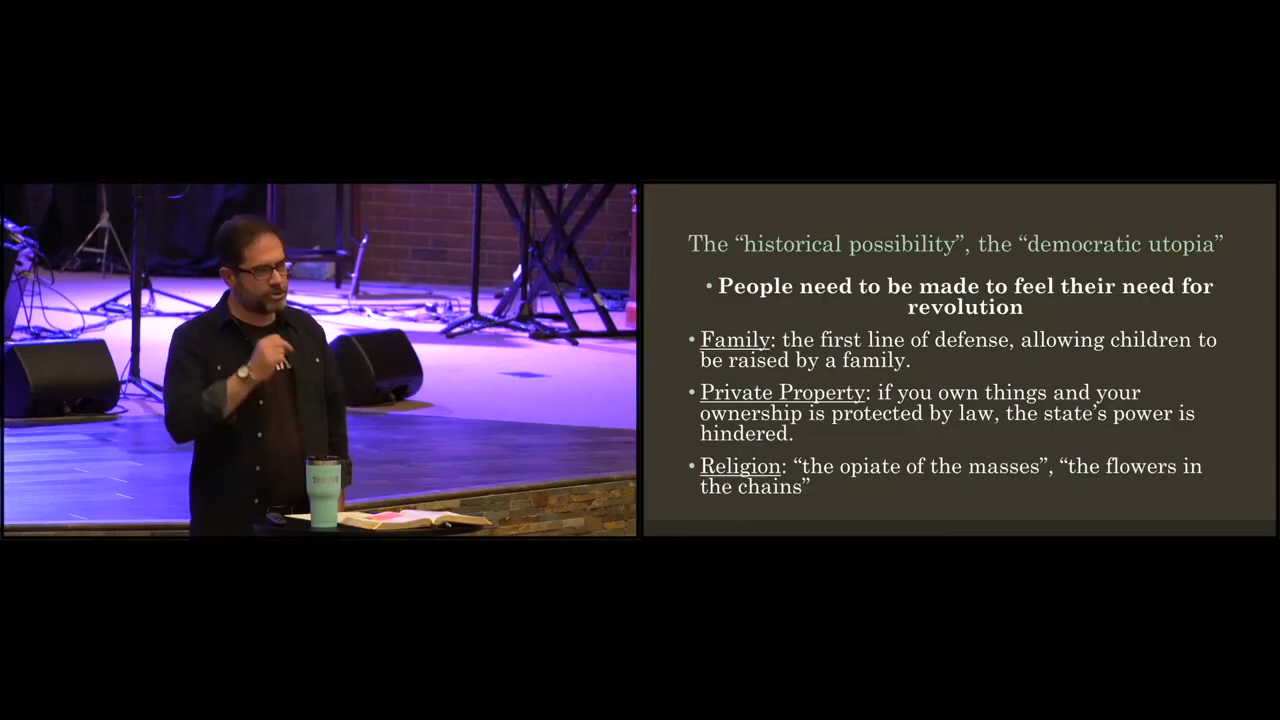 The “historical possibility”, the “democratic utopia”
• People need to be made to feel their need for
revolution
• Family: the first line of defense, allowing children to
be raised by a family.
• Private Property: if you own things and your
ownership is protected by law, the state’s power is
hindered.
• Religion: “the opiate of the masses”, “the flowers in
the chains”